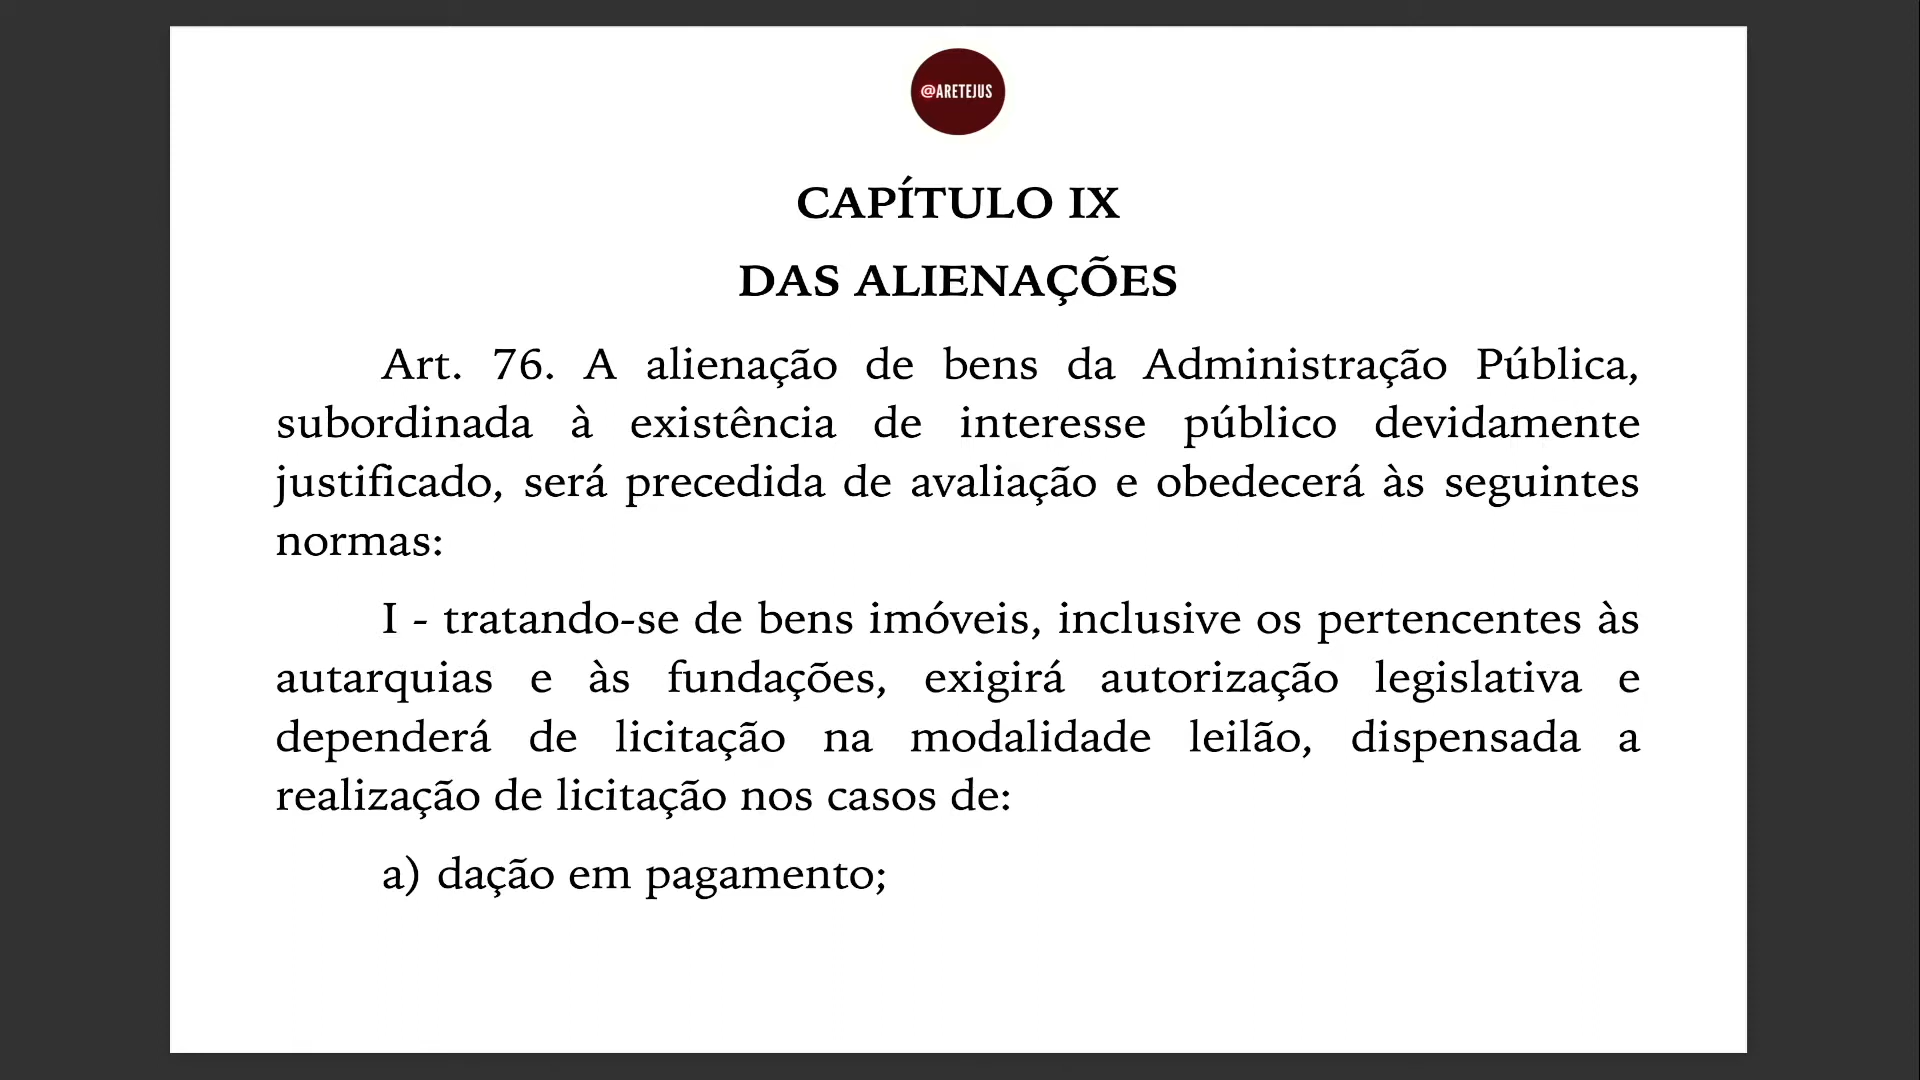 @ARETEJUS
CAPÍTULO IX
DAS ALIENAÇÕES
Art. 76. A alienação de bens da Administração Pública,
subordinada à existência de interesse público devidamente
justificado, será precedida de avaliação e obedecerá às seguintes
normas:
I - tratando-se de bens imóveis, inclusive os pertencentes às
autarquias e às fundações, exigirá autorização legislativa e
dependerá de licitação na modalidade leilão, dispensada a
realização de licitação nos casos de:
a) dação em pagamento;